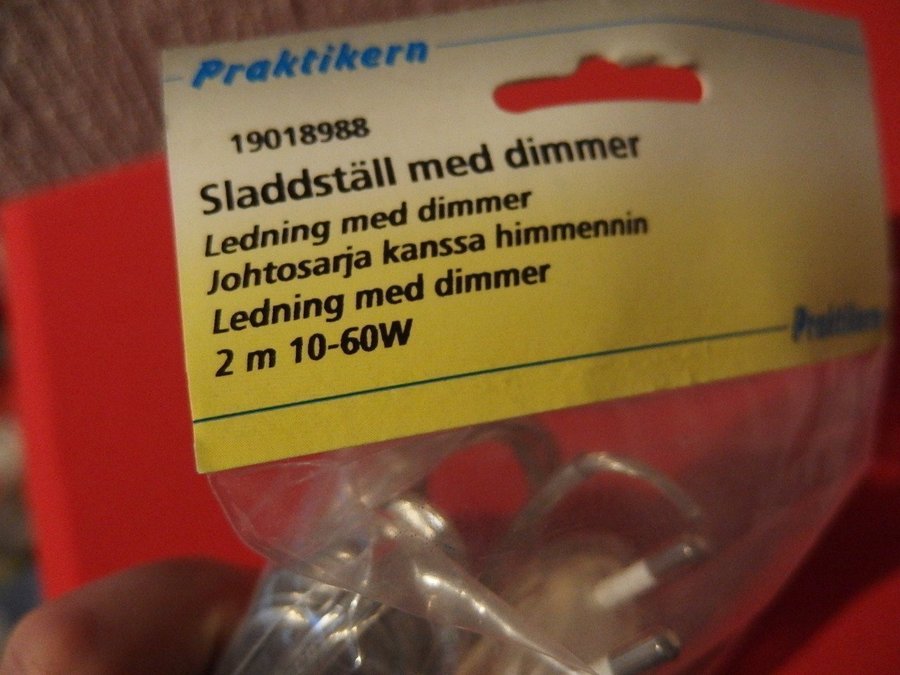 Praktikern
19018988
Sladdställ med dimmer
Ledning med dimmer
Johtosarja kanssa himmennin
Ledning med dimmer
2 m 10-60W
Praktikern